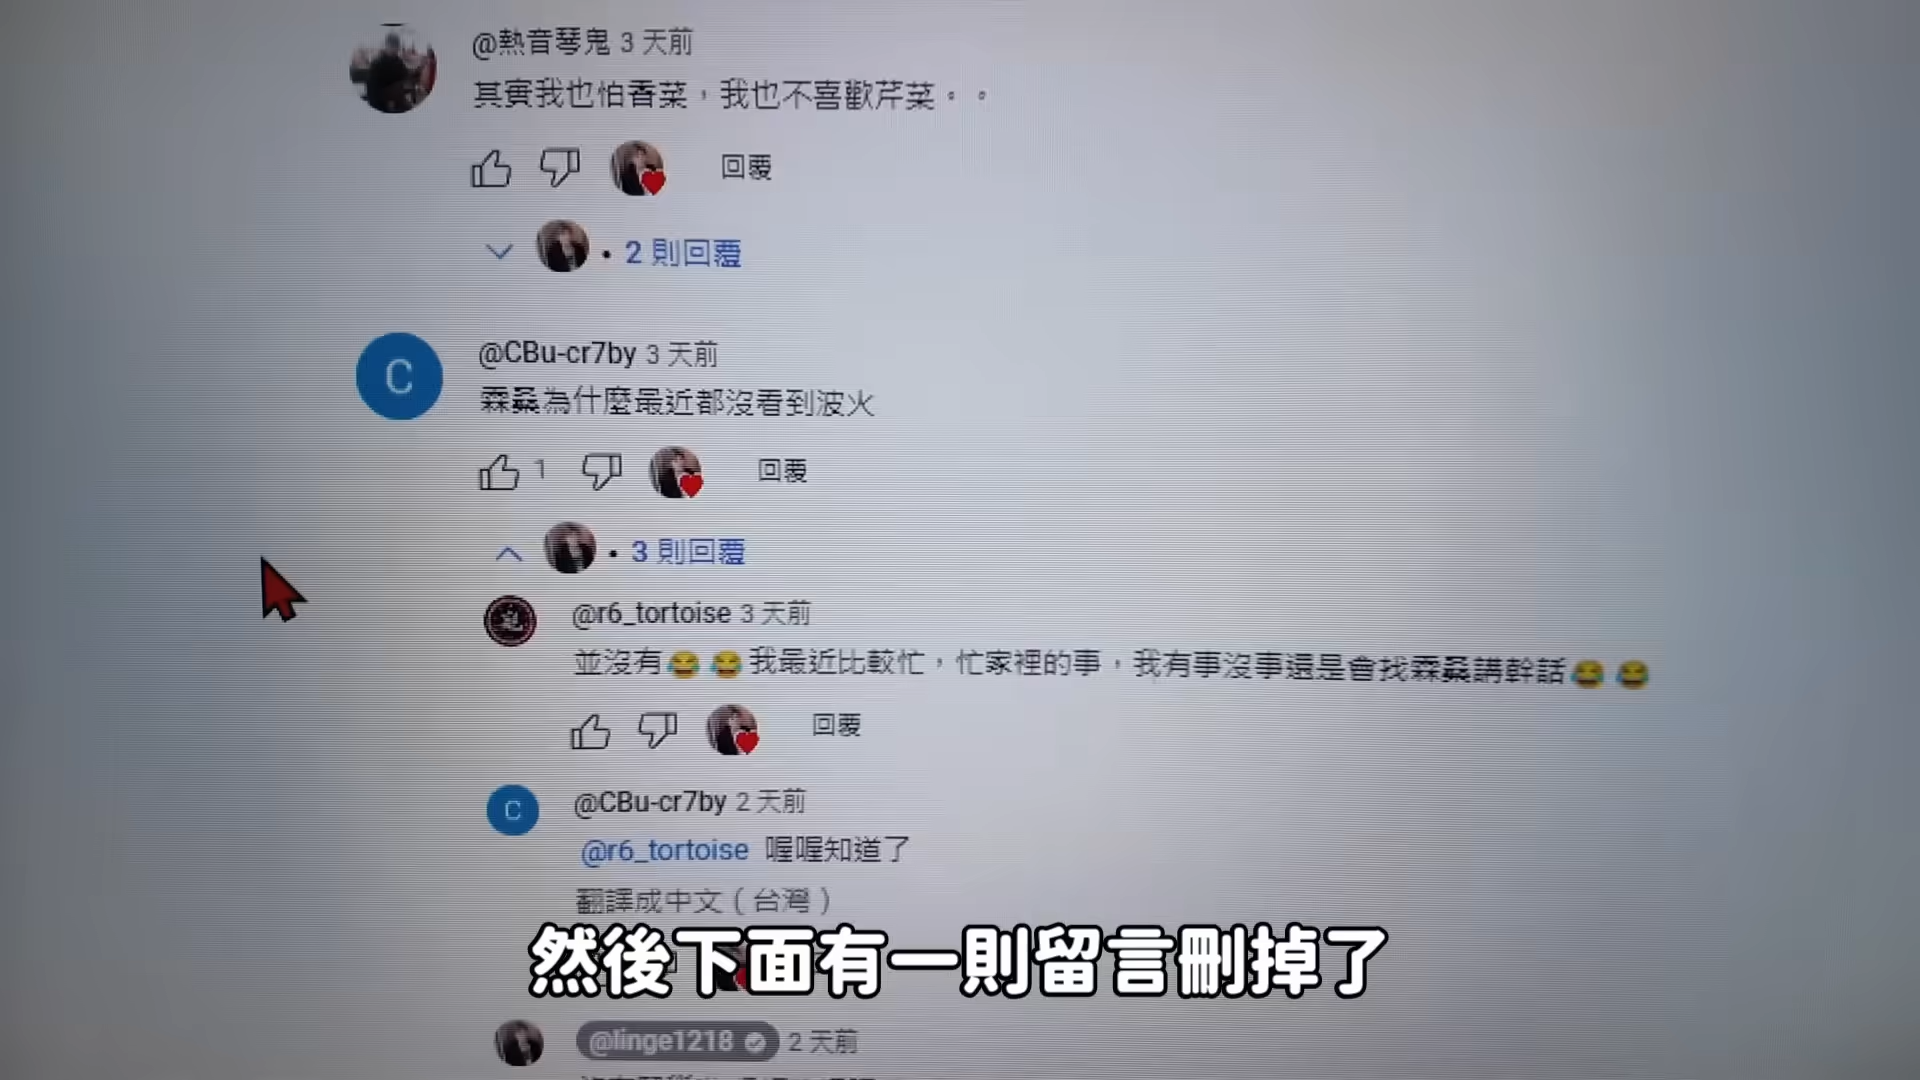 @熱音琴鬼 3 天前
其實我也怕香菜，我也不喜歡芹菜。。
回覆
2 則回覆
C
@CBu-cr7by 3 天前
霖螽為什麼最近都沒看到波火
1
回覆
3 則回覆
@r6_tortoise 3 天前
並沒有😂😂我最近比較忙，忙家裡的事，我有事沒事還是會找霖螽講幹話😂😂
回覆
C
@CBu-cr7by 2 天前
@r6_tortoise 喔喔知道了
翻譯成中文（台灣）
然後下面有一則留言刪掉了
@linge1218 2 天前